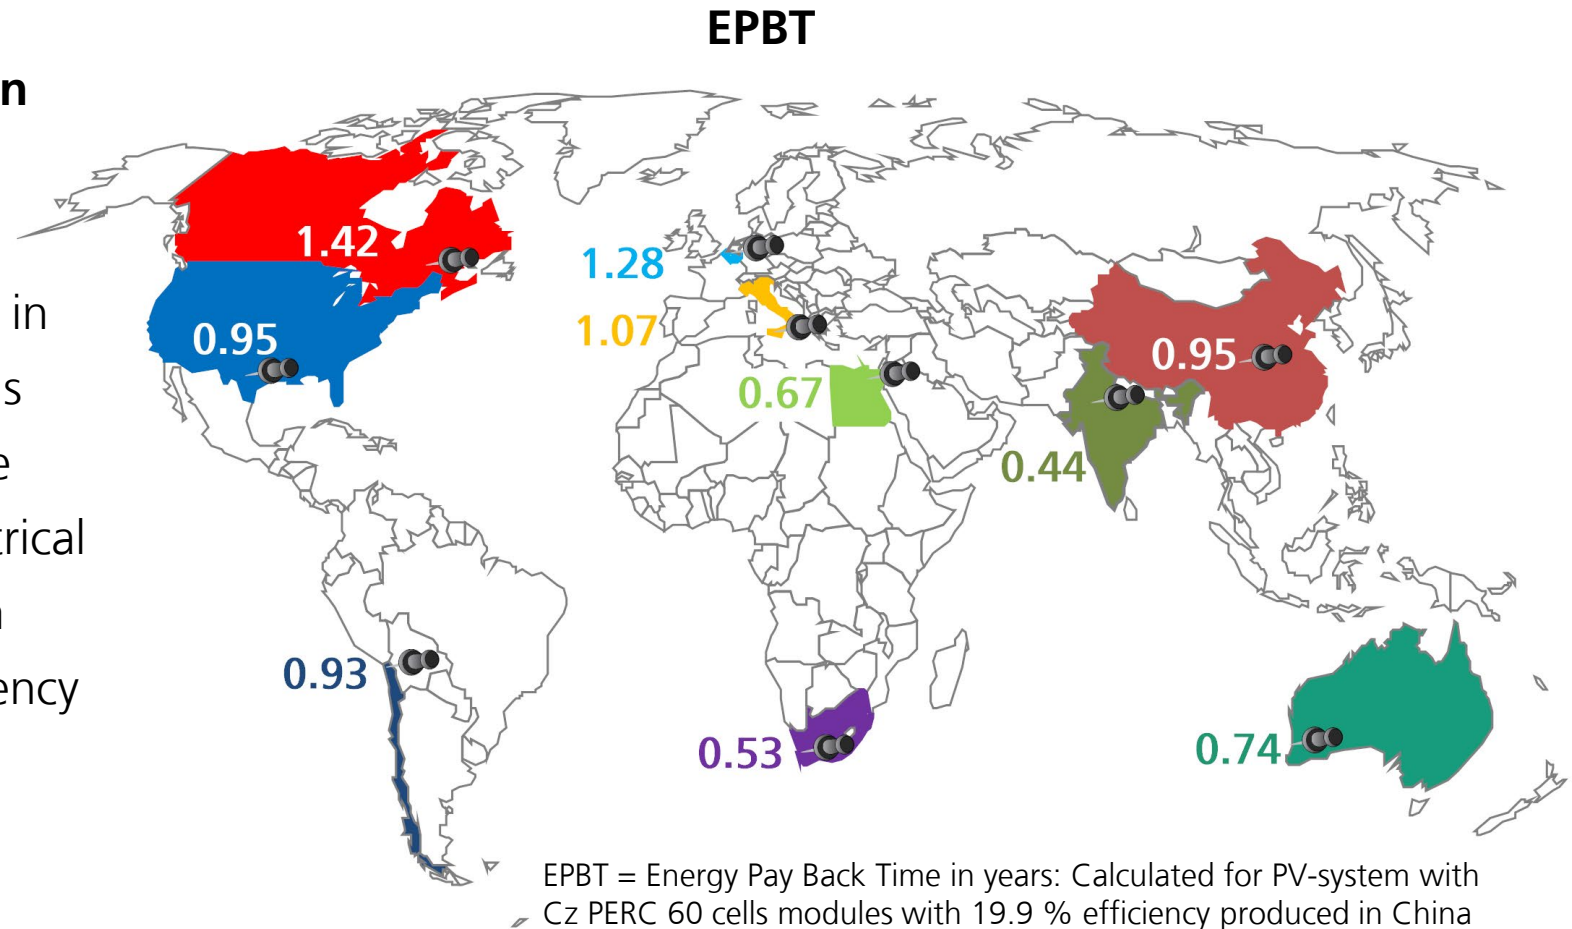 EPBT
n
1.42
0.95
1.28
1.07
0.67
0.95
0.44
in
s
e
trical
n
ency
0.93
0.53
0.74
EPBT = Energy Pay Back Time in years: Calculated for PV-system with
Cz PERC 60 cells modules with 19.9 % efficiency produced in China